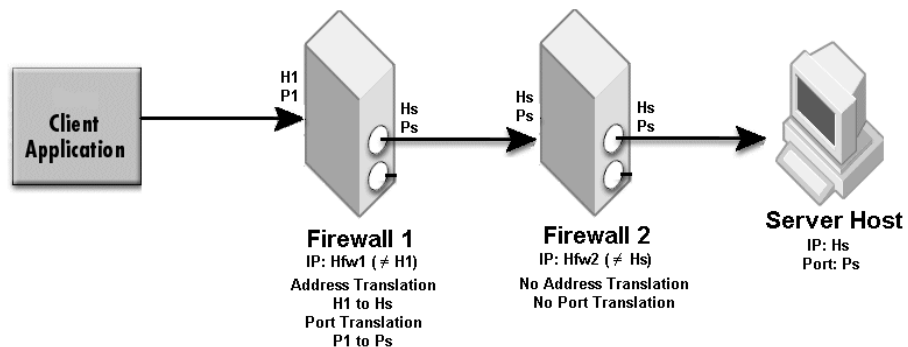 Client
Application
H1
P1
Hs
Ps
Hs
Ps
Hs
Ps
Firewall 1
IP: Hfw1 ( ≠ H1)
Address Translation
H1 to Hs
Port Translation
P1 to Ps
Firewall 2
IP: Hfw2 ( ≠ Hs)
No Address Translation
No Port Translation
Server Host
IP: Hs
Port: Ps